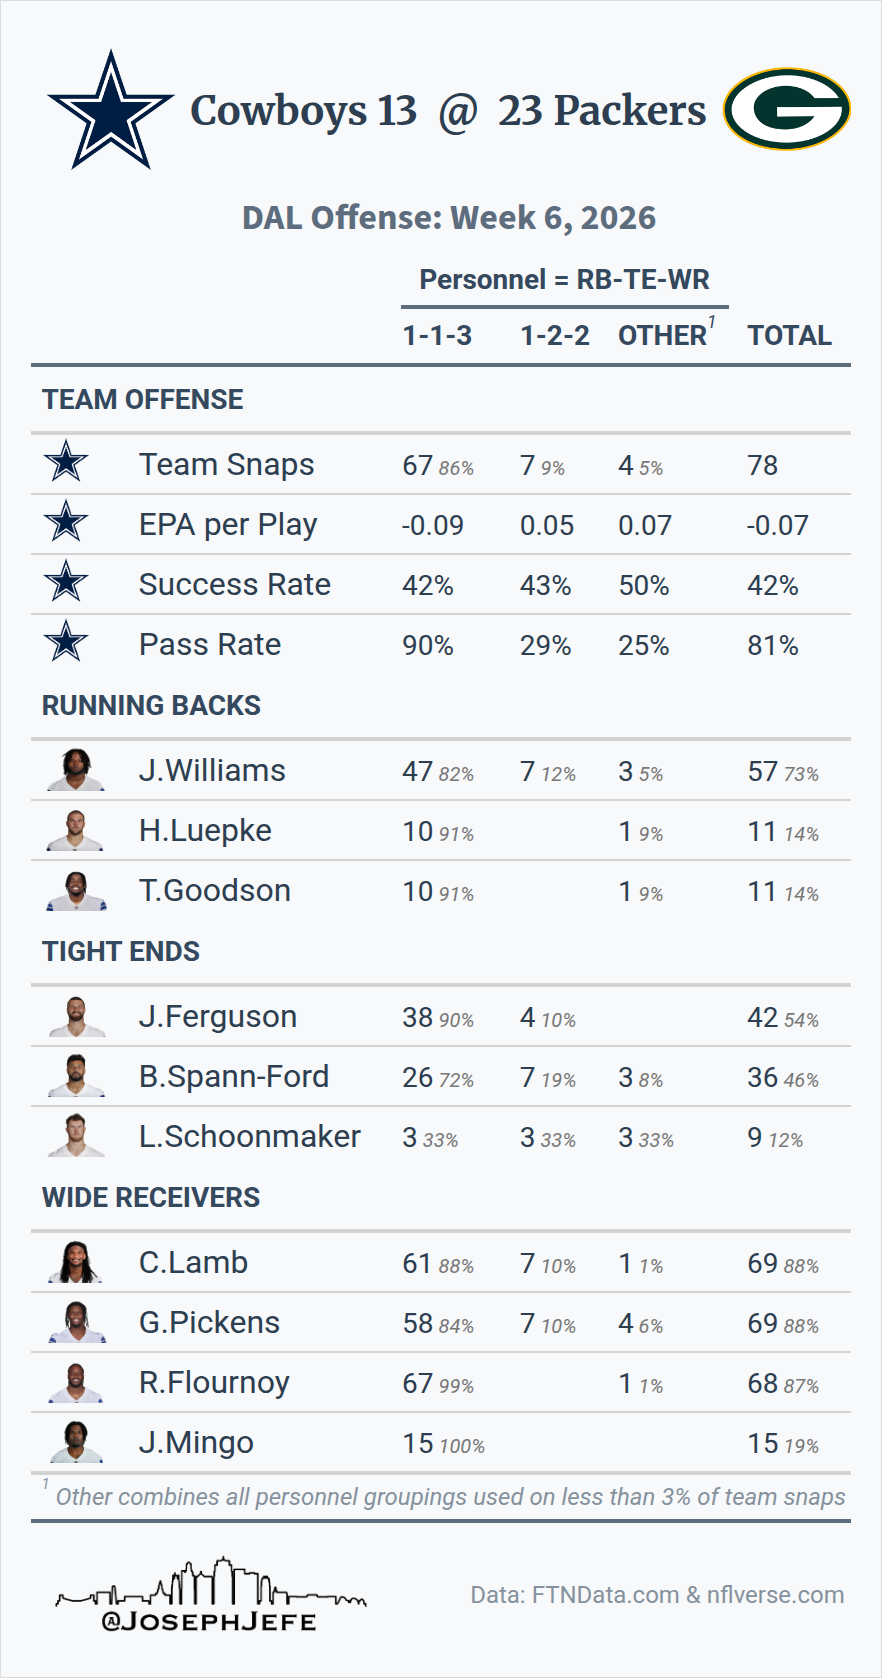 Cowboys 13 @ 23 Packers
G
DAL Offense: Week 6, 2026
Personnel = RB-TE-WR
1-1-3 1-2-2 OTHER1 TOTAL
TEAM OFFENSE
Team Snaps 67 86% 7 9% 4 5% 78
EPA per Play -0.09 0.05 0.07 -0.07
Success Rate 42% 43% 50% 42%
Pass Rate 90% 29% 25% 81%
RUNNING BACKS
J.Williams 47 82% 7 12% 3 5% 57 73%
H.Luepke 10 91% 1 9% 11 14%
T.Goodson 10 91% 1 9% 11 14%
TIGHT ENDS
J.Ferguson 38 90% 4 10% 42 54%
B.Spann-Ford 26 72% 7 19% 3 8% 36 46%
L.Schoonmaker 3 33% 3 33% 3 33% 9 12%
WIDE RECEIVERS
C.Lamb 61 88% 7 10% 1 1% 69 88%
G.Pickens 58 84% 7 10% 4 6% 69 88%
R.Flournoy 67 99% 1 1% 68 87%
J.Mingo 15 100% 15 19%
1 Other combines all personnel groupings used on less than 3% of team snaps
@JOSEPHJEFE
Data: FTNData.com & nflverse.com